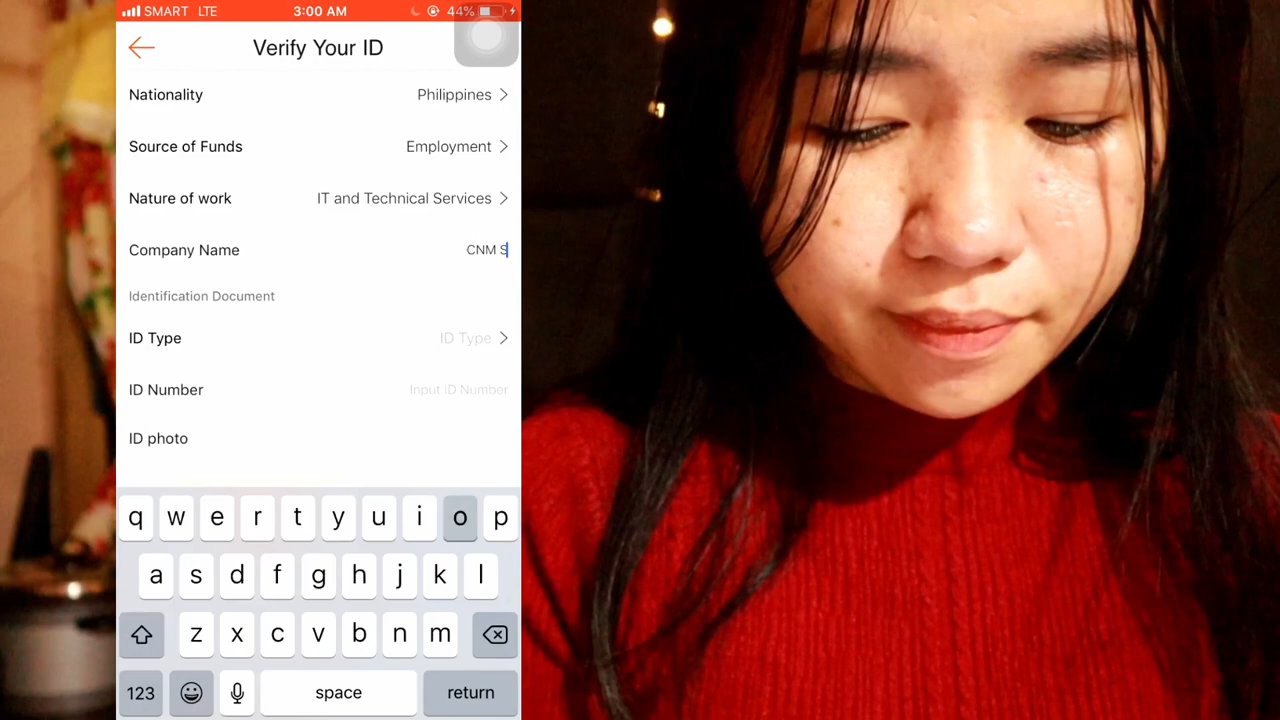 SMART LTE 3:00 AM 44%
Verify Your ID
Nationality Philippines
Source of Funds Employment
Nature of work IT and Technical Services
Company Name CNM S
Identification Document
ID Type ID Type
ID Number Input ID Number
ID photo
q w e r t y u i o p
a s d f g h j k l
z x c v b n m
123 space return